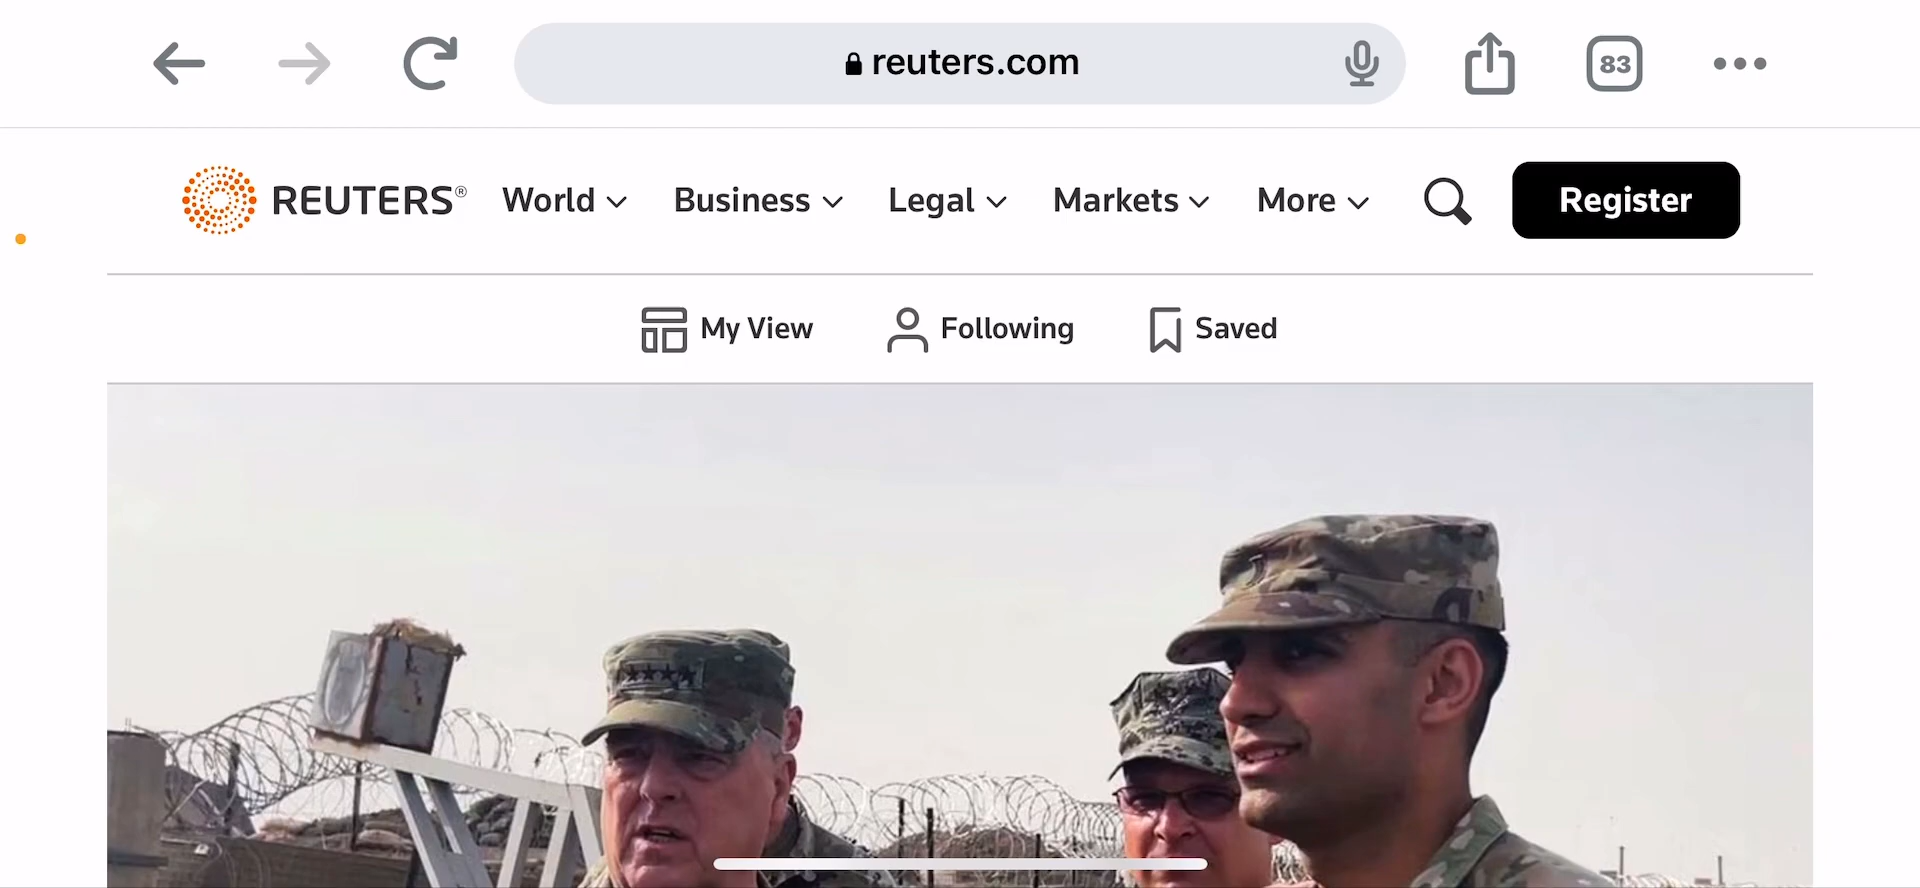 reuters.com
83
REUTERS®
World
Business
Legal
Markets
More
Register
My View
Following
Saved